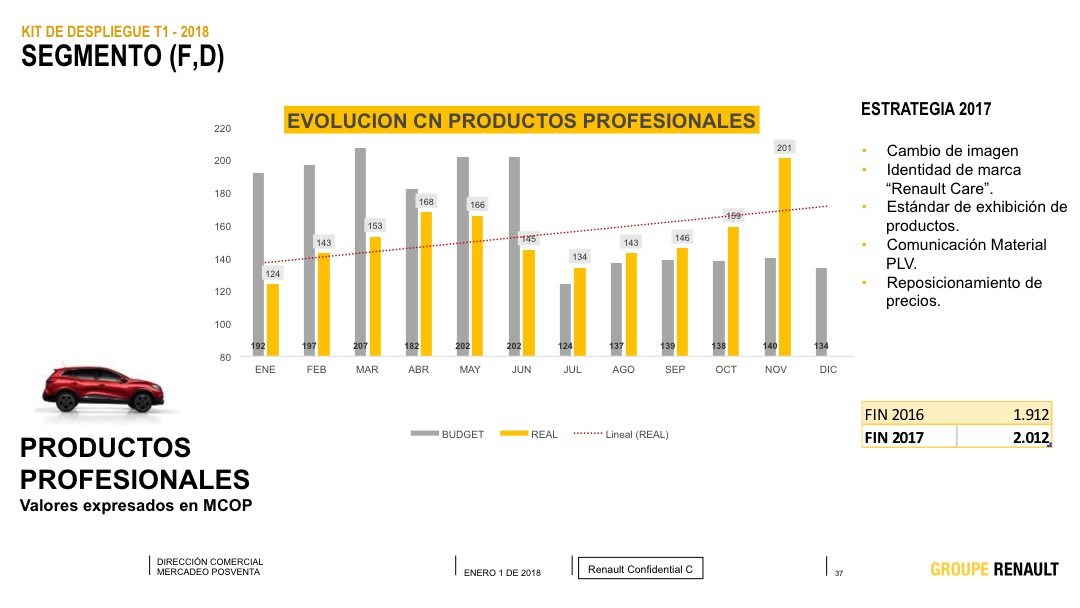 KIT DE DESPLIEGUE T1 - 2018
SEGMENTO (F,D)
EVOLUCION CN PRODUCTOS PROFESIONALES
220
200
180
160
140
120
100
80
124
143
153
168
166
145
134
143
146
159
201
192
197
207
182
202
202
124
137
139
138
140
134
ENE FEB MAR ABR MAY JUN JUL AGO SEP OCT NOV DIC
BUDGET REAL Lineal (REAL)
ESTRATEGIA 2017
• Cambio de imagen
• Identidad de marca
“Renault Care”.
• Estándar de exhibición de
productos.
• Comunicación Material
PLV.
• Reposicionamiento de
precios.
FIN 2016 1.912
FIN 2017 2.012
PRODUCTOS
PROFESIONALES
Valores expresados en MCOP
DIRECCIÓN COMERCIAL
MERCADEO POSVENTA
ENERO 1 DE 2018
Renault Confidential C
37
GROUPE RENAULT